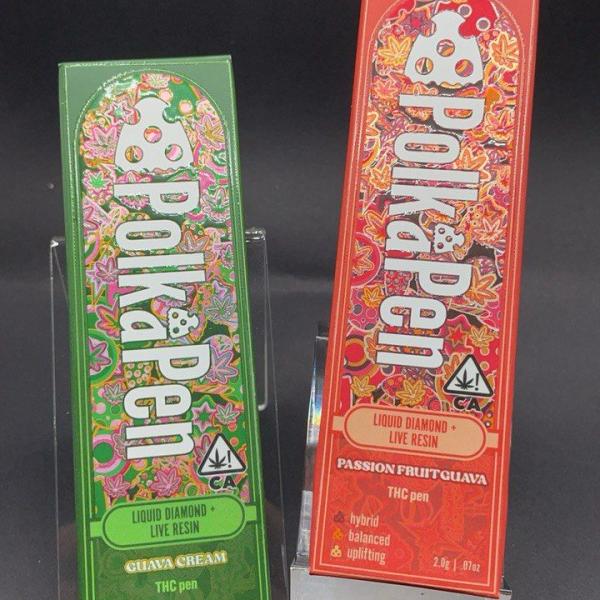 PolkaPen
CA
LIQUID DIAMOND +
LIVE RESIN
GUAVA CREAM
THC pen
PolkaPen
CA
LIQUID DIAMOND +
LIVE RESIN
PASSION FRUIT GUAVA
THC pen
hybrid
balanced
uplifting
2.0g | .07oz